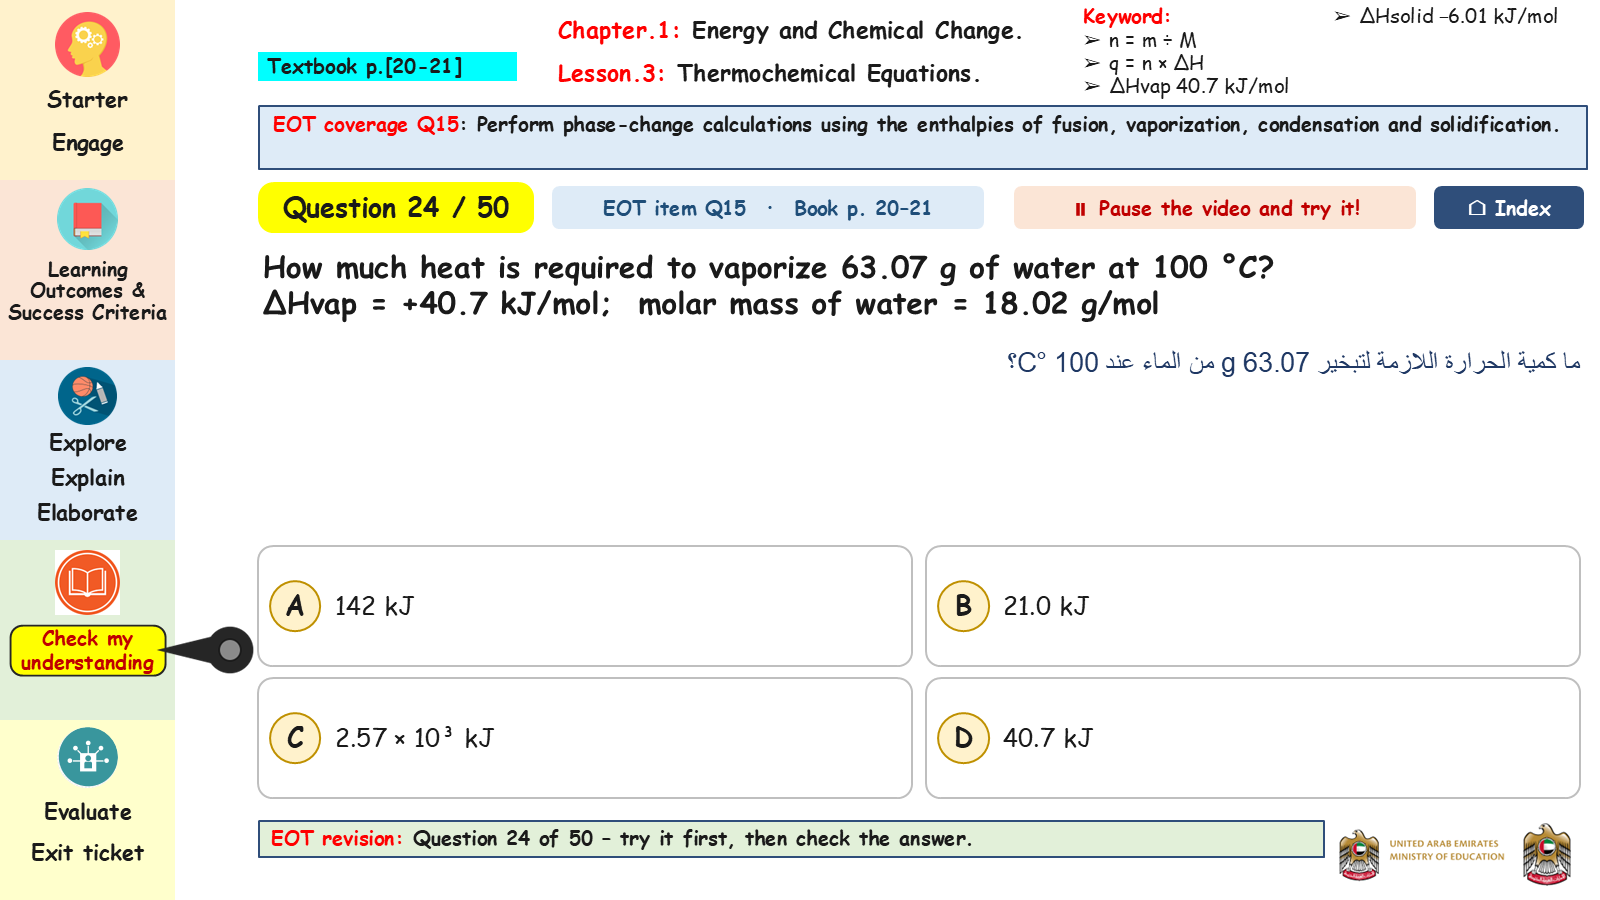 Starter
Engage
Learning
Outcomes &
Success Criteria
Explore
Explain
Elaborate
Check my
understanding
Evaluate
Exit ticket
Textbook p.[20-21]
Chapter.1: Energy and Chemical Change.
Lesson.3: Thermochemical Equations.
Keyword:
➢ n = m ÷ M
➢ q = n × ΔH
➢ ΔHvap 40.7 kJ/mol
➢ ΔHsolid −6.01 kJ/mol
EOT coverage Q15: Perform phase-change calculations using the enthalpies of fusion, vaporization, condensation and solidification.
Question 24 / 50
EOT item Q15 · Book p. 20–21
⏸ Pause the video and try it!
⌂ Index
How much heat is required to vaporize 63.07 g of water at 100 °C?
ΔHvap = +40.7 kJ/mol; molar mass of water = 18.02 g/mol
ما كمية الحرارة اللازمة لتبخير 63.07 g من الماء عند 100 °C؟
A 142 kJ
B 21.0 kJ
C 2.57 × 10³ kJ
D 40.7 kJ
EOT revision: Question 24 of 50 – try it first, then check the answer.
UNITED ARAB EMIRATES
MINISTRY OF EDUCATION